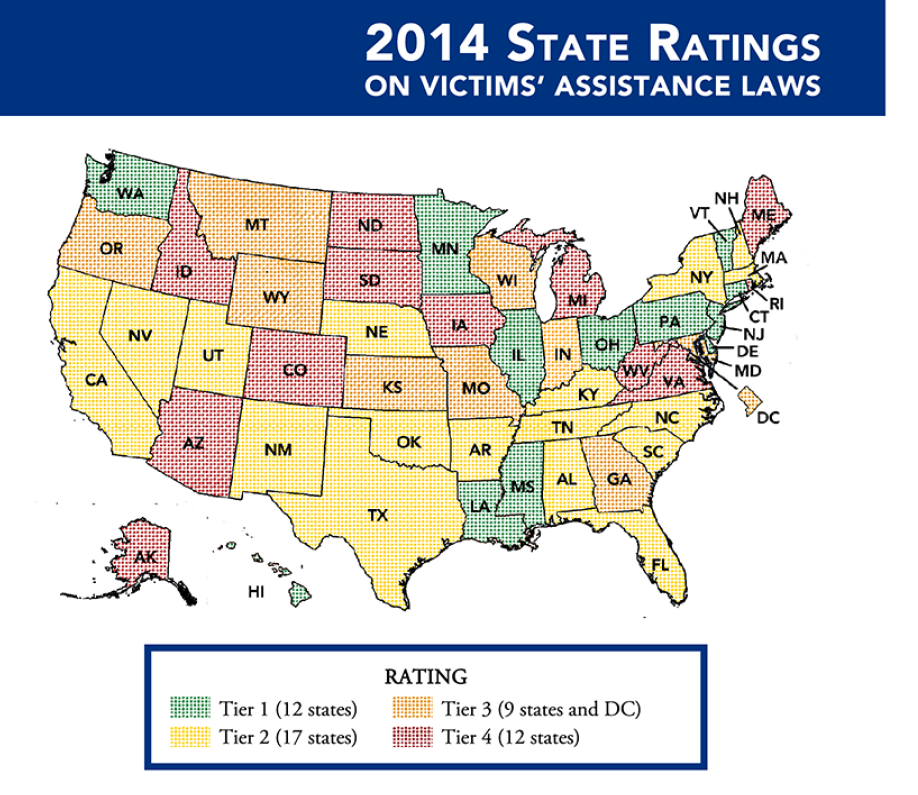 2014 STATE RATINGS
ON VICTIMS' ASSISTANCE LAWS
WA
MT
ND
MN
OR
ID
SD
WI
WY
MI
VT
NH
ME
MA
NY
RI
CT
NJ
DE
MD
DC
PA
IA
NE
NV
UT
CO
CA
KS
MO
IL
IN
OH
WV
VA
KY
NC
TN
SC
AZ
NM
OK
AR
TX
LA
MS
AL
GA
FL
AK
HI
RATING
Tier 1 (12 states)
Tier 3 (9 states and DC)
Tier 2 (17 states)
Tier 4 (12 states)